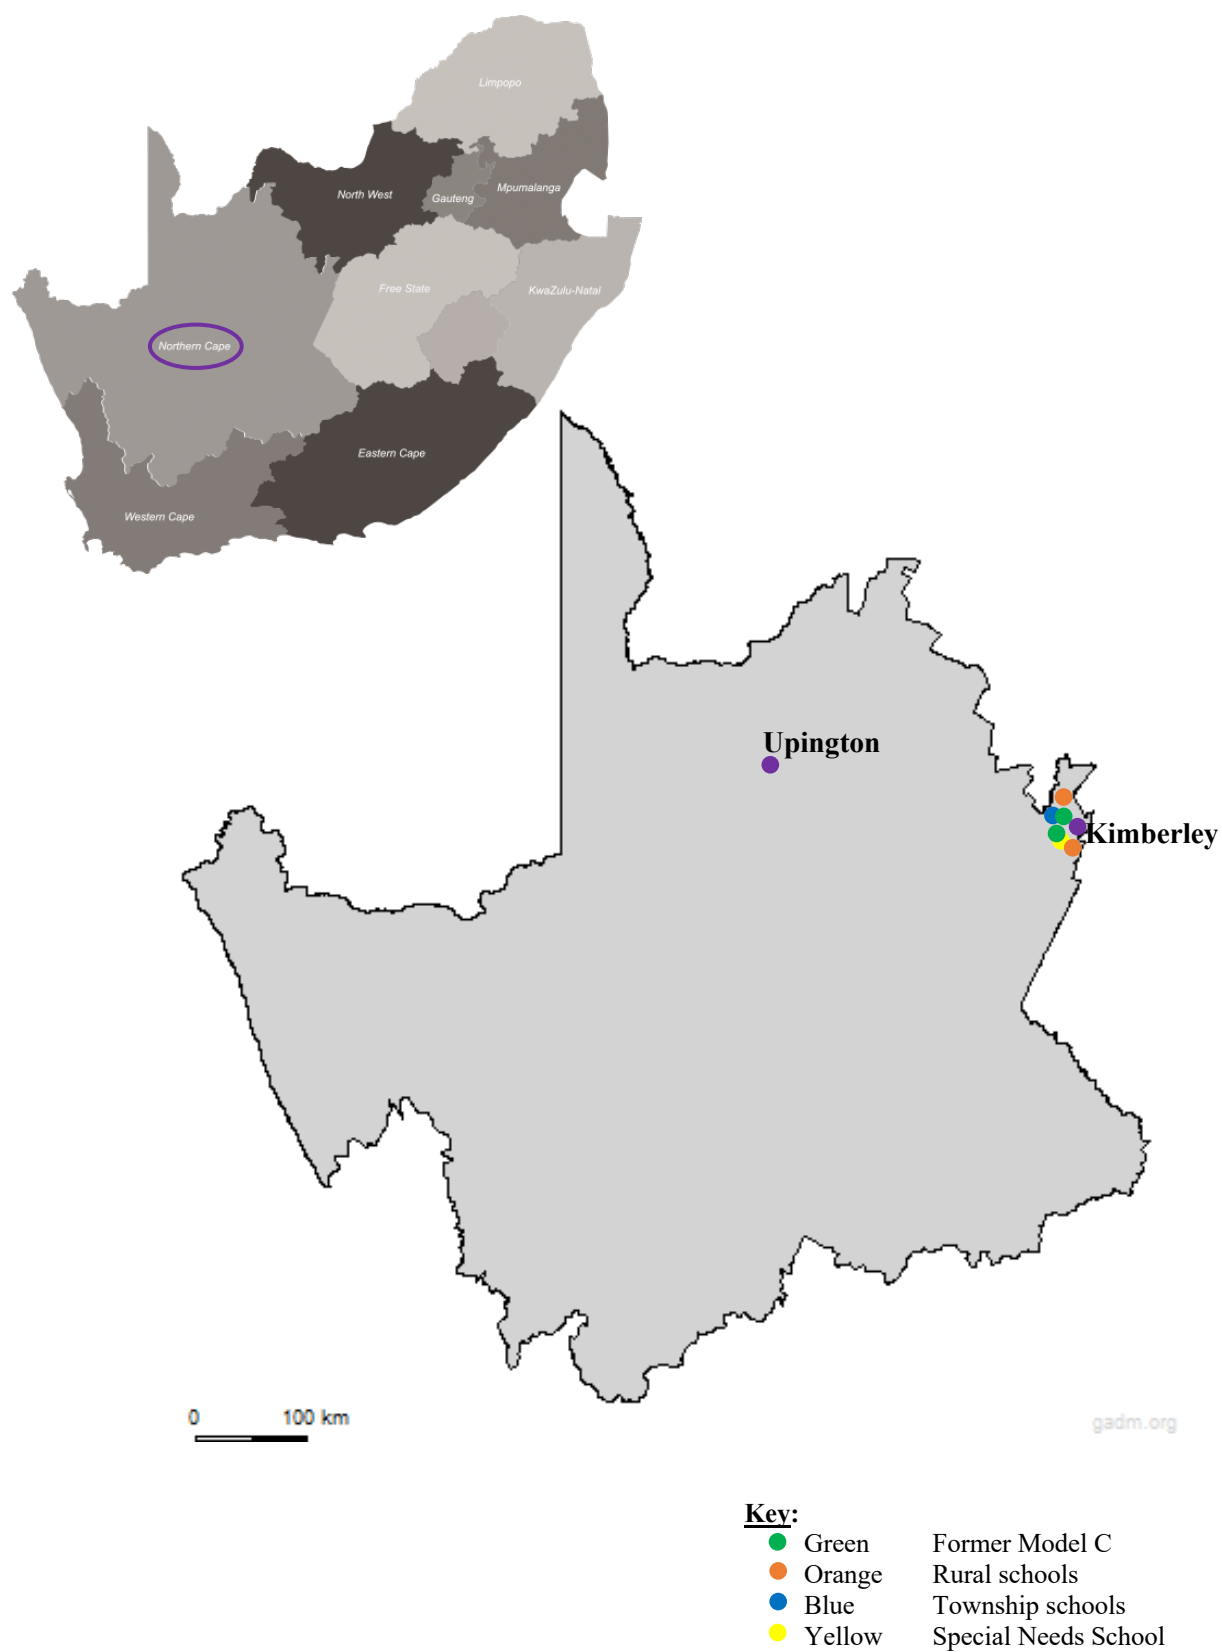 Limpopo
North West
Gauteng
Mpumalanga
Free State
KwaZulu-Natal
Northern Cape
Eastern Cape
Western Cape
Upington
Kimberley
0 100 km
gadm.org
Key:
Green Former Model C
Orange Rural schools
Blue Township schools
Yellow Special Needs School